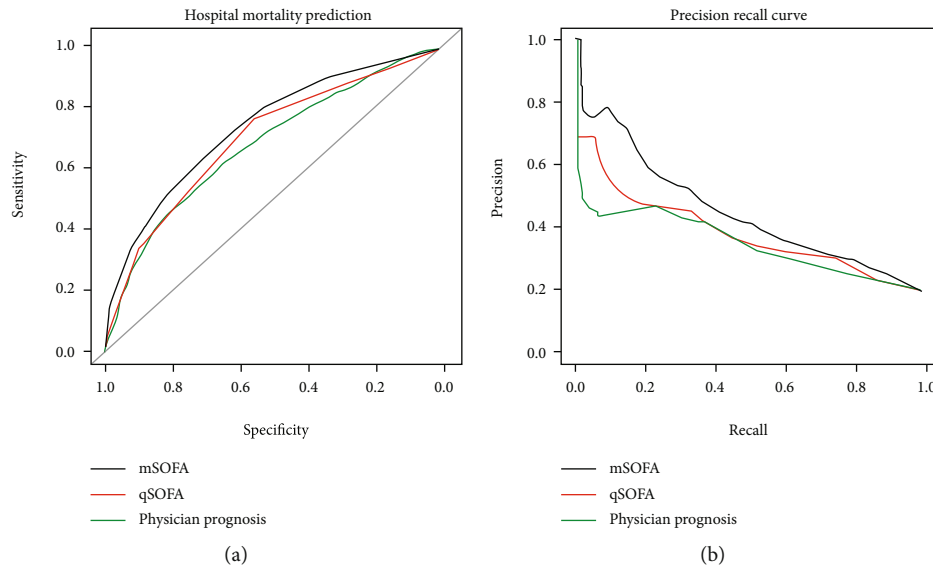 Hospital mortality prediction
1.0
0.8
0.6
0.4
0.2
0.0
Sensitivity
1.0 0.8 0.6 0.4 0.2 0.0
Specificity
mSOFA
qSOFA
Physician prognosis
(a)
Precision recall curve
1.0
0.8
0.6
0.4
0.2
0.0
Precision
0.0 0.2 0.4 0.6 0.8 1.0
Recall
mSOFA
qSOFA
Physician prognosis
(b)